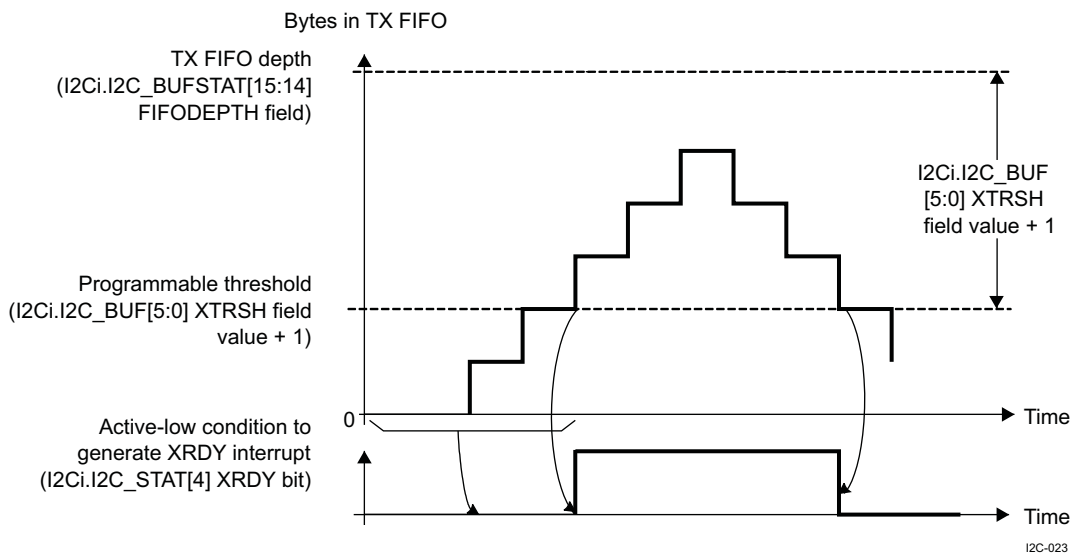 Bytes in TX FIFO
TX FIFO depth
(I2Ci.I2C_BUFSTAT[15:14]
FIFODEPTH field)
I2Ci.I2C_BUF
[5:0] XTRSH
field value + 1
Programmable threshold
(I2Ci.I2C_BUF[5:0] XTRSH field
value + 1)
0
Time
Active-low condition to
generate XRDY interrupt
(I2Ci.I2C_STAT[4] XRDY bit)
Time
I2C-023